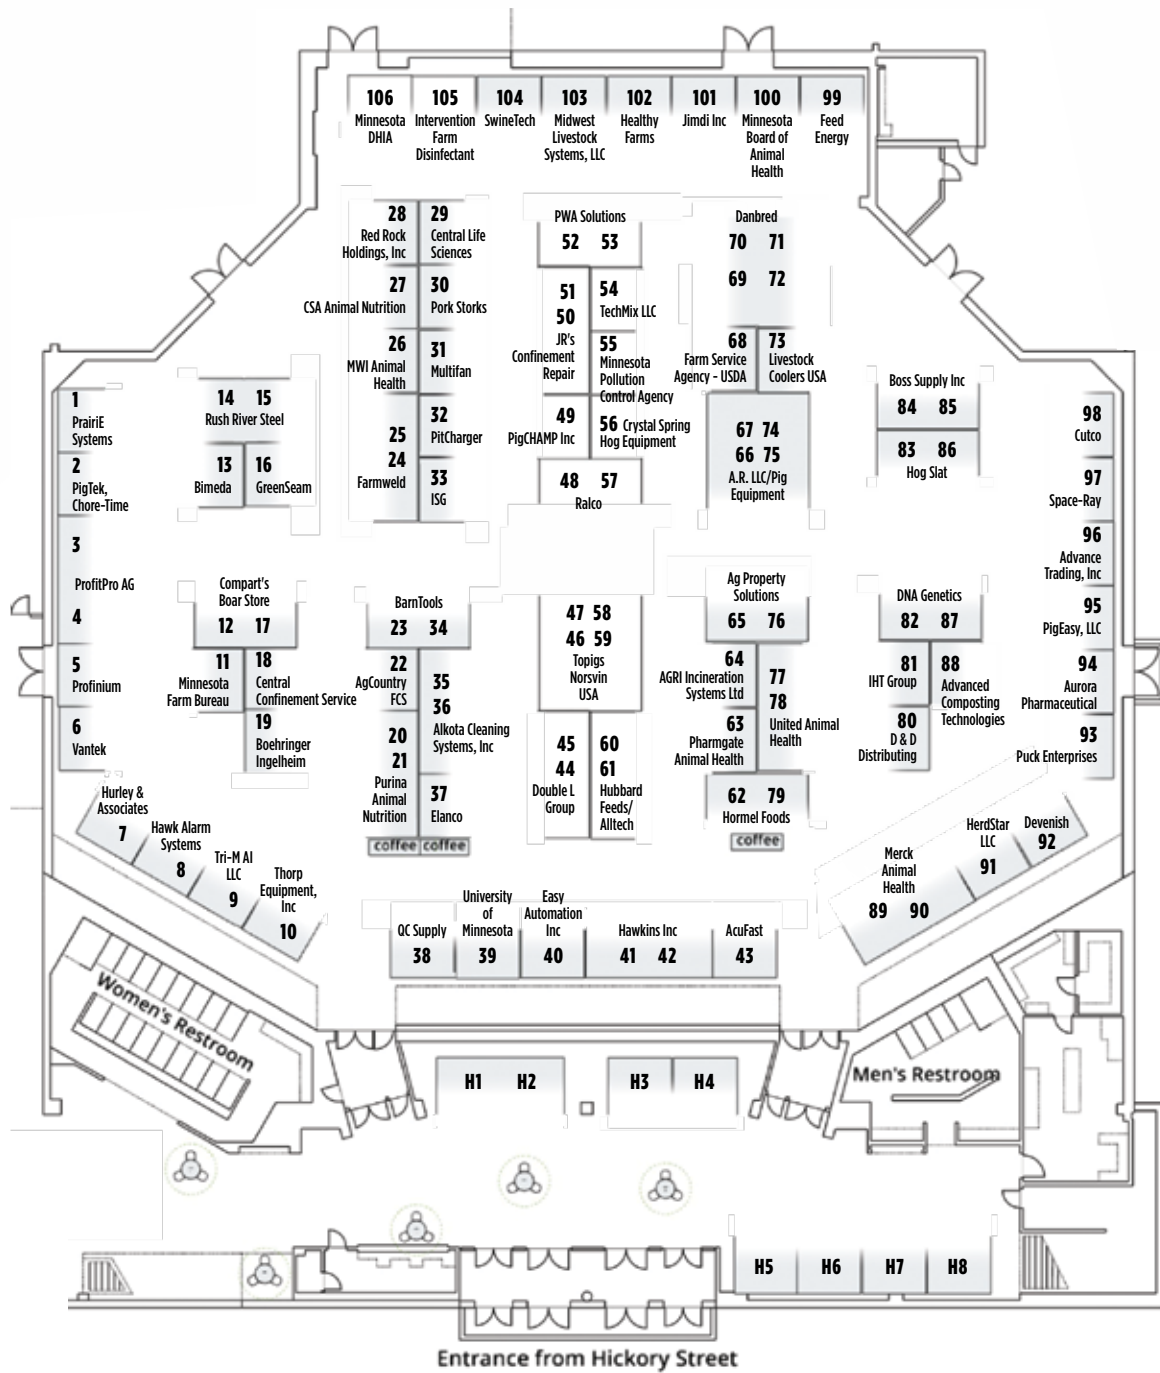 106
Minnesota
DHIA
105
Intervention
Farm
Disinfectant
104
SwineTech
103
Midwest
Livestock
Systems, LLC
102
Healthy
Farms
101
Jimdi Inc
100
Minnesota
Board of
Animal
Health
99
Feed
Energy
28
Red Rock
Holdings, Inc
29
Central Life
Sciences
27
CSA Animal Nutrition
30
Pork Storks
26
MWI Animal
Health
31
Multifan
25
24
Farmweld
32
PitCharger
33
ISG
PWA Solutions
52 53
51
50
JR's
Confinement
Repair
54
TechMix LLC
55
Minnesota
Pollution
Control Agency
49
PigCHAMP Inc
56 Crystal Spring
Hog Equipment
48 57
Ralco
Danbred
70 71
69 72
68
Farm Service
Agency - USDA
73
Livestock
Coolers USA
67 74
66 75
A.R. LLC/Pig
Equipment
Boss Supply Inc
84 85
83 86
Hog Slat
98
Cutco
97
Space-Ray
96
Advance
Trading, Inc
95
PigEasy, LLC
94
Aurora
Pharmaceutical
93
Puck Enterprises
1
PrairiE
Systems
2
PigTek,
Chore-Time
3
ProfitPro AG
4
5
Profinium
6
Vantek
14 15
Rush River Steel
13
Bimeda
16
GreenSeam
Compart's
Boar Store
12 17
11
Minnesota
Farm Bureau
18
Central
Confinement Service
19
Boehringer
Ingelheim
BarnTools
23 34
22
AgCountry
FCS
35
36
Alkota Cleaning
Systems, Inc
20
21
Purina
Animal
Nutrition
37
Elanco
coffee coffee
47 58
46 59
Topigs
Norsvin
USA
45
44
Double L
Group
60
61
Hubbard
Feeds/
Alltech
Ag Property
Solutions
65 76
64
AGRI Incineration
Systems Ltd
77
78
United Animal
Health
63
Pharmgate
Animal Health
62 79
Hormel Foods
coffee
DNA Genetics
82 87
81
IHT Group
88
Advanced
Composting
Technologies
80
D & D
Distributing
Hurley &
Associates
7
Hawk Alarm
Systems
8
Tri-M AI
LLC
9
Thorp
Equipment,
Inc
10
QC Supply
38
University
of
Minnesota
39
Easy
Automation
Inc
40
Hawkins Inc
41 42
AcuFast
43
Merck
Animal
Health
89 90
HerdStar
LLC
91
Devenish
92
Women's Restroom
Men's Restroom
H1 H2
H3 H4
H5 H6 H7 H8
Entrance from Hickory Street